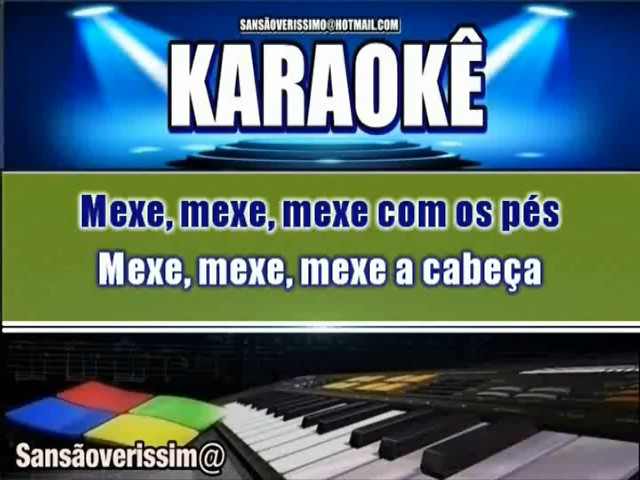 SANSÃOVERISSIMO@HOTMAIL.COM
KARAOKÊ
Mexe, mexe, mexe com os pés
Mexe, mexe, mexe a cabeça
Sansãoverissim@